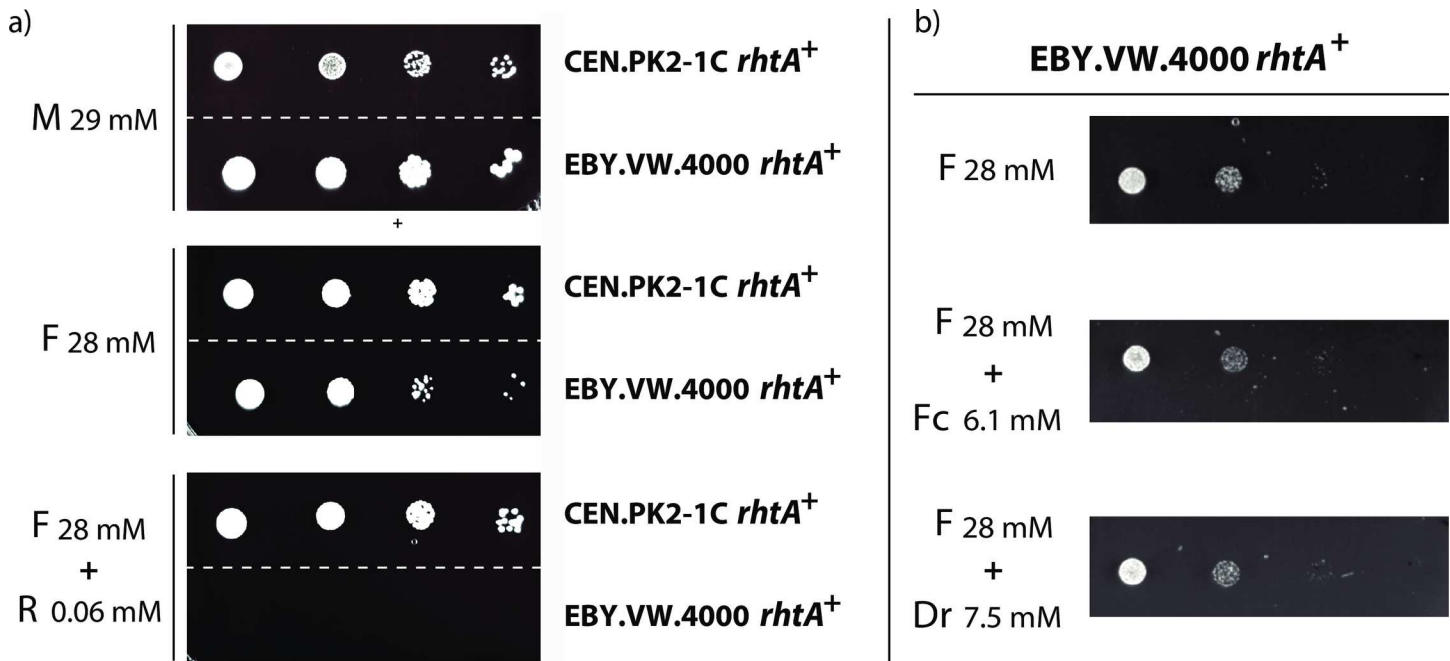 a)
M 29 mM
CEN.PK2-1C rhtA+
EBY.VW.4000 rhtA+
+
F 28 mM
CEN.PK2-1C rhtA+
EBY.VW.4000 rhtA+
F 28 mM
+
R 0.06 mM
CEN.PK2-1C rhtA+
EBY.VW.4000 rhtA+
b)
EBY.VW.4000 rhtA+
F 28 mM
F 28 mM
+
Fc 6.1 mM
F 28 mM
+
Dr 7.5 mM